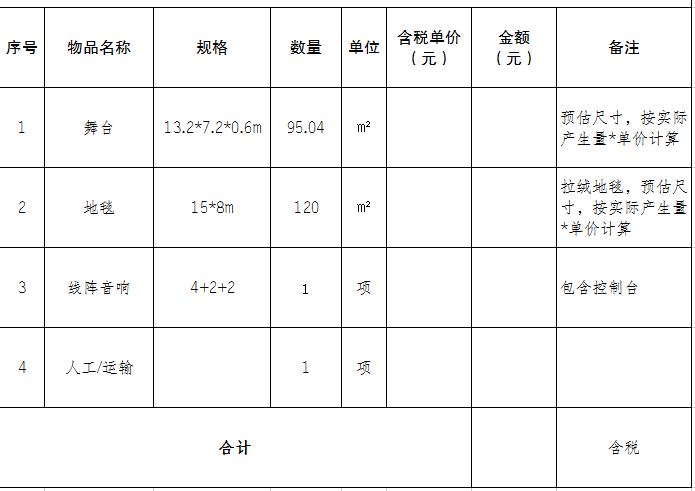 序号 物品名称 规格 数量 单位 含税单价（元） 金额（元） 备注
1 舞台 13.2*7.2*0.6m 95.04 m² 预估尺寸，按实际产生量*单价计算
2 地毯 15*8m 120 m² 拉绒地毯，预估尺寸，按实际产生量*单价计算
3 线阵音响 4+2+2 1 项 包含控制台
4 人工/运输 1 项
合计 含税